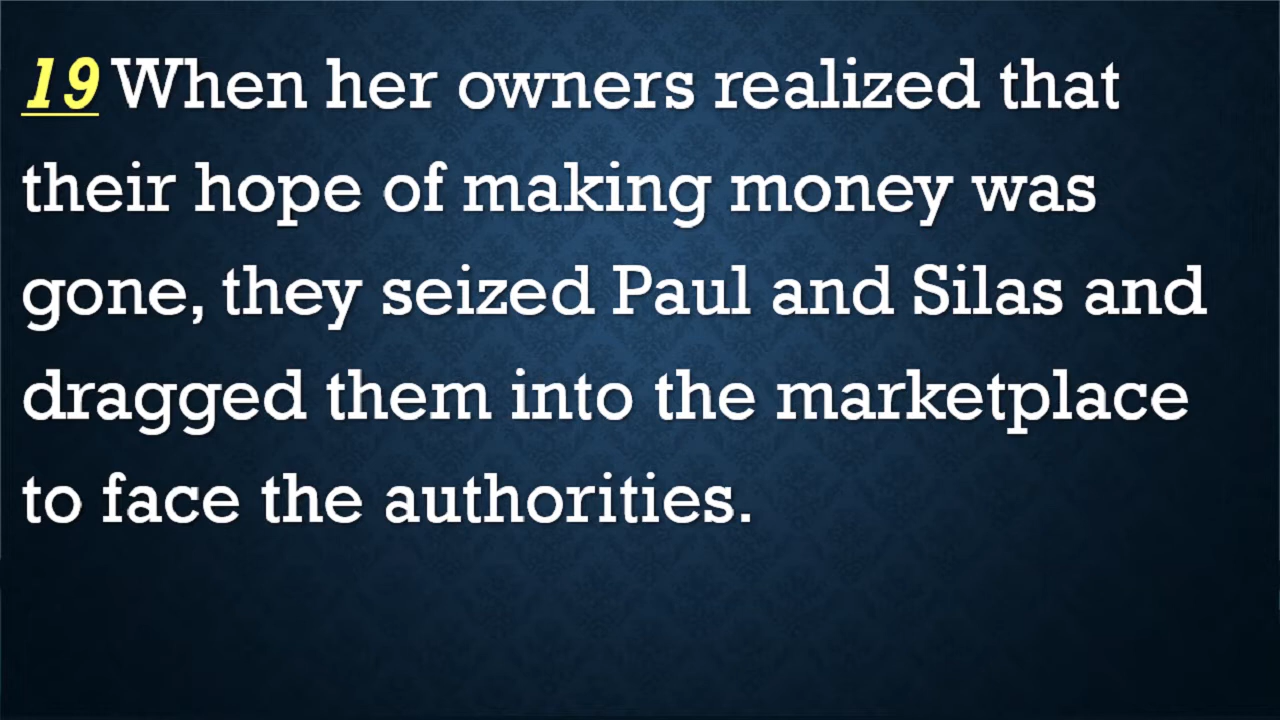 19 When her owners realized that
their hope of making money was
gone, they seized Paul and Silas and
dragged them into the marketplace
to face the authorities.